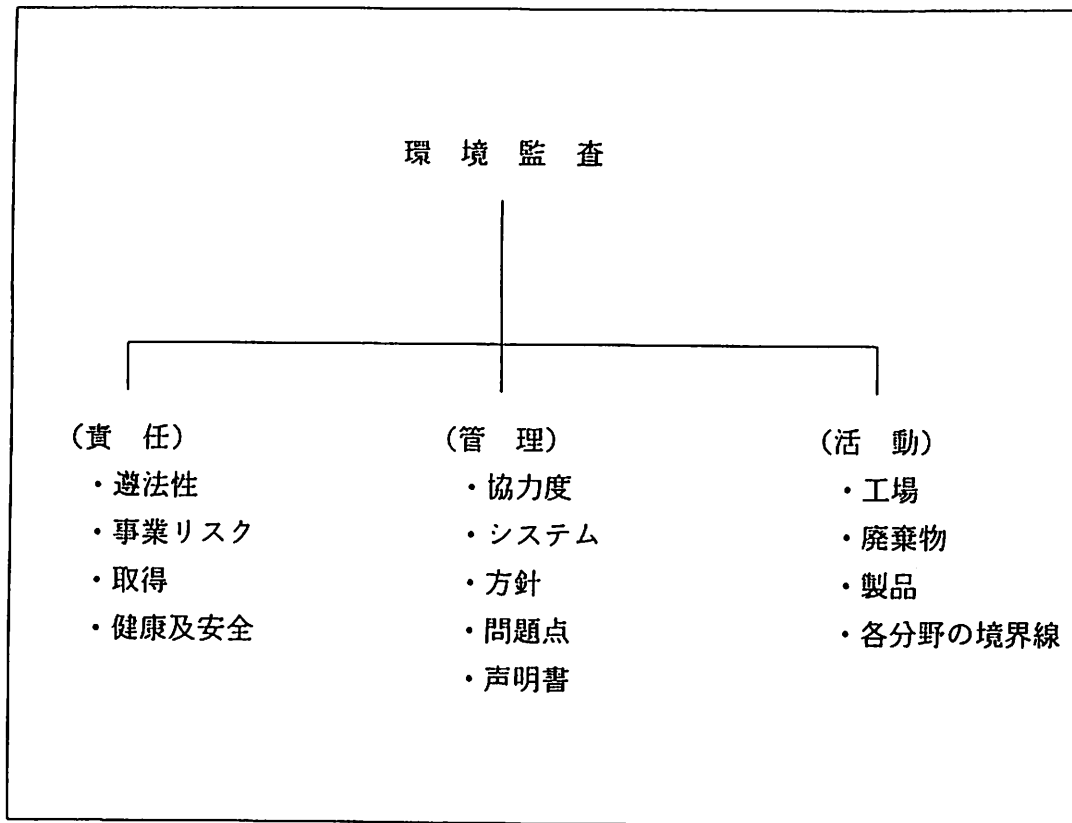 環 境 監 査
（責 任）
・遵法性
・事業リスク
・取得
・健康及安全
（管 理）
・協力度
・システム
・方針
・問題点
・声明書
（活 動）
・工場
・廃棄物
・製品
・各分野の境界線